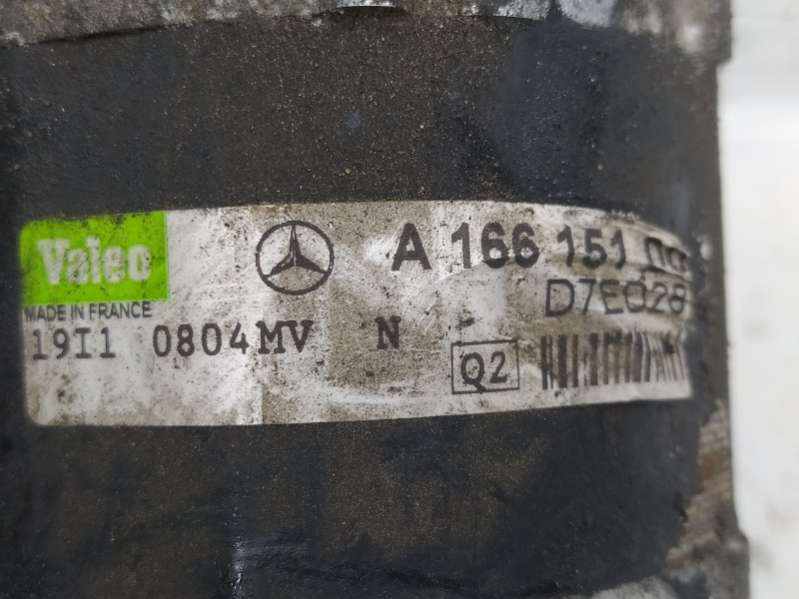 Valeo
A 166 151
MADE IN FRANCE
D7E028
19I1 0804MV N
Q2